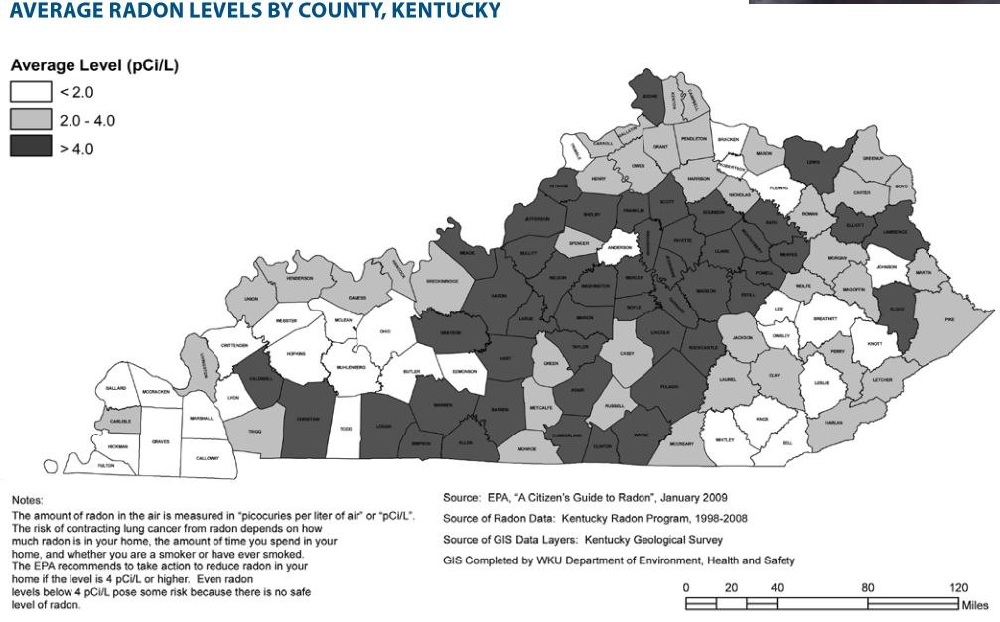 AVERAGE RADON LEVELS BY COUNTY, KENTUCKY
Average Level (pCi/L)
< 2.0
2.0 - 4.0
> 4.0
BOONE
KENTON
CAMPBELL
GALLATIN
CARROLL
TRIMBLE
GRANT
PENDLETON
BRACKEN
MASON
ROBERTSON
LEWIS
GREENUP
OWEN
HENRY
HARRISON
NICHOLAS
FLEMING
CARTER
BOYD
OLDHAM
SHELBY
FRANKLIN
SCOTT
BOURBON
BATH
ROWAN
ELLIOTT
LAWRENCE
JEFFERSON
SPENCER
ANDERSON
FAYETTE
CLARK
MONTGOMERY
MENIFEE
MORGAN
JOHNSON
MARTIN
MEADE
BULLITT
NELSON
WASHINGTON
MERCER
MADISON
POWELL
ESTILL
WOLFE
MAGOFFIN
FLOYD
PIKE
HANCOCK
BRECKINRIDGE
HARDIN
LARUE
MARION
BOYLE
LINCOLN
ROCKCASTLE
JACKSON
LEE
OWSLEY
BREATHITT
KNOTT
PERRY
HENDERSON
UNION
DAVIESS
WEBSTER
MCLEAN
OHIO
GRAYSON
HART
GREEN
TAYLOR
CASEY
PULASKI
LAUREL
CLAY
LESLIE
LETCHER
CRITTENDEN
LIVINGSTON
HOPKINS
MUHLENBERG
BUTLER
EDMONSON
BALLARD
MCCRACKEN
CALDWELL
LYON
WARREN
BARREN
METCALFE
ADAIR
RUSSELL
KNOX
HARLAN
CARLISLE
MARSHALL
GRAVES
TRIGG
CHRISTIAN
TODD
LOGAN
SIMPSON
ALLEN
MONROE
CUMBERLAND
CLINTON
WAYNE
MCCREARY
WHITLEY
BELL
HICKMAN
FULTON
CALLOWAY
Notes:
The amount of radon in the air is measured in “picocuries per liter of air” or “pCi/L”.
The risk of contracting lung cancer from radon depends on how
much radon is in your home, the amount of time you spend in your
home, and whether you are a smoker or have ever smoked.
The EPA recommends to take action to reduce radon in your
home if the level is 4 pCi/L or higher. Even radon
levels below 4 pCi/L pose some risk because there is no safe
level of radon.
Source: EPA, “A Citizen’s Guide to Radon”, January 2009
Source of Radon Data: Kentucky Radon Program, 1998-2008
Source of GIS Data Layers: Kentucky Geological Survey
GIS Completed by WKU Department of Environment, Health and Safety
0 20 40 80 120
Miles